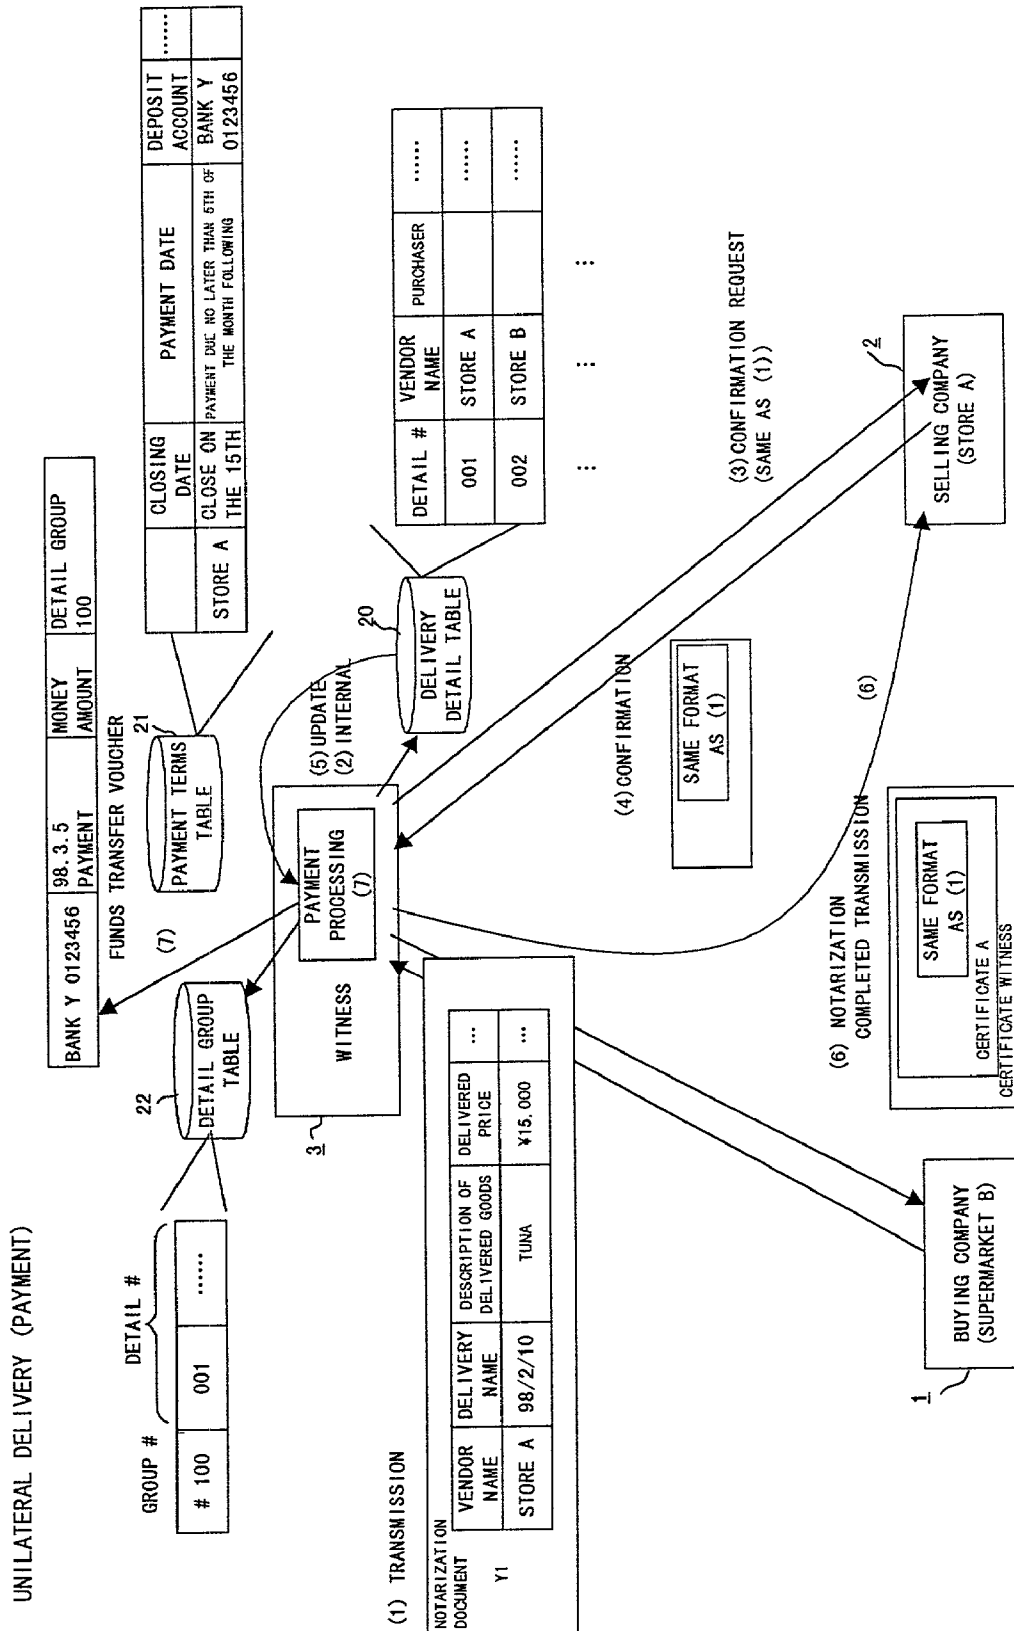 UNILATERAL DELIVERY (PAYMENT)
BANK Y 0123456
98. 3. 5
PAYMENT
MONEY
AMOUNT
DETAIL GROUP
100
FUNDS TRANSFER VOUCHER
(7)
GROUP #
DETAIL #
# 100
001
......
22
DETAIL GROUP
TABLE
21
PAYMENT TERMS
TABLE
CLOSING
DATE
PAYMENT DATE
DEPOSIT
ACCOUNT
......
STORE A
CLOSE ON
THE 15TH
PAYMENT DUE NO LATER THAN 5TH OF
THE MONTH FOLLOWING
BANK Y
0123456
3
WITNESS
PAYMENT
PROCESSING
(7)
(5) UPDATE
(2) INTERNAL
20
DELIVERY
DETAIL TABLE
DETAIL #
VENDOR
NAME
PURCHASER
......
001
STORE A
......
002
STORE B
......
...
...
...
(1) TRANSMISSION
NOTARIZATION
DOCUMENT
Y1
VENDOR
NAME
DELIVERY
NAME
DESCRIPTION OF
DELIVERED GOODS
DELIVERED
PRICE
...
STORE A
98/2/10
TUNA
¥15,000
...
(3) CONFIRMATION REQUEST
(SAME AS (1))
(4) CONFIRMATION
SAME FORMAT
AS (1)
(6)
(6) NOTARIZATION
COMPLETED TRANSMISSION
SAME FORMAT
AS (1)
CERTIFICATE A
CERTIFICATE WITNESS
1
BUYING COMPANY
(SUPERMARKET B)
2
SELLING COMPANY
(STORE A)